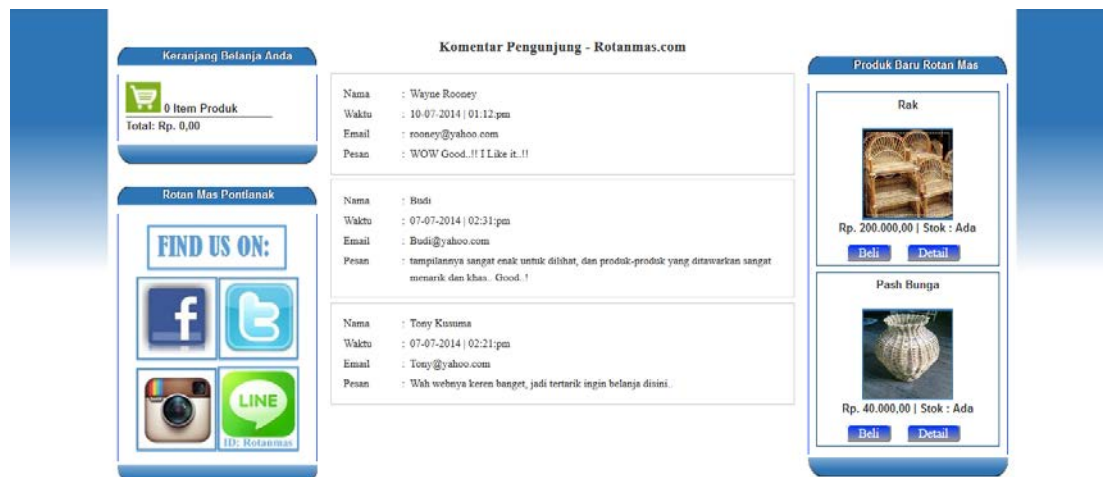 Keranjang Belanja Anda
0 Item Produk
Total: Rp. 0,00
Rotan Mas Pontianak
FIND US ON:
LINE
ID: Rotanmas
Komentar Pengunjung - Rotanmas.com
Nama : Wayne Rooney
Waktu : 10-07-2014 | 01:12:pm
Email : rooney@yahoo.com
Pesan : WOW Good..!! I Like it..!!
Nama : Budi
Waktu : 07-07-2014 | 02:31:pm
Email : Budi@yahoo.com
Pesan : tampilannya sangat enak untuk dilihat, dan produk-produk yang ditawarkan sangat
menarik dan khas.. Good..!
Nama : Tony Kusuma
Waktu : 07-07-2014 | 02:21:pm
Email : Tony@yahoo.com
Pesan : Wah webnya keren banget, jadi tertarik ingin belanja disini..
Produk Baru Rotan Mas
Rak
Rp. 200.000,00 | Stok : Ada
Beli Detail
Pash Bunga
Rp. 40.000,00 | Stok : Ada
Beli Detail